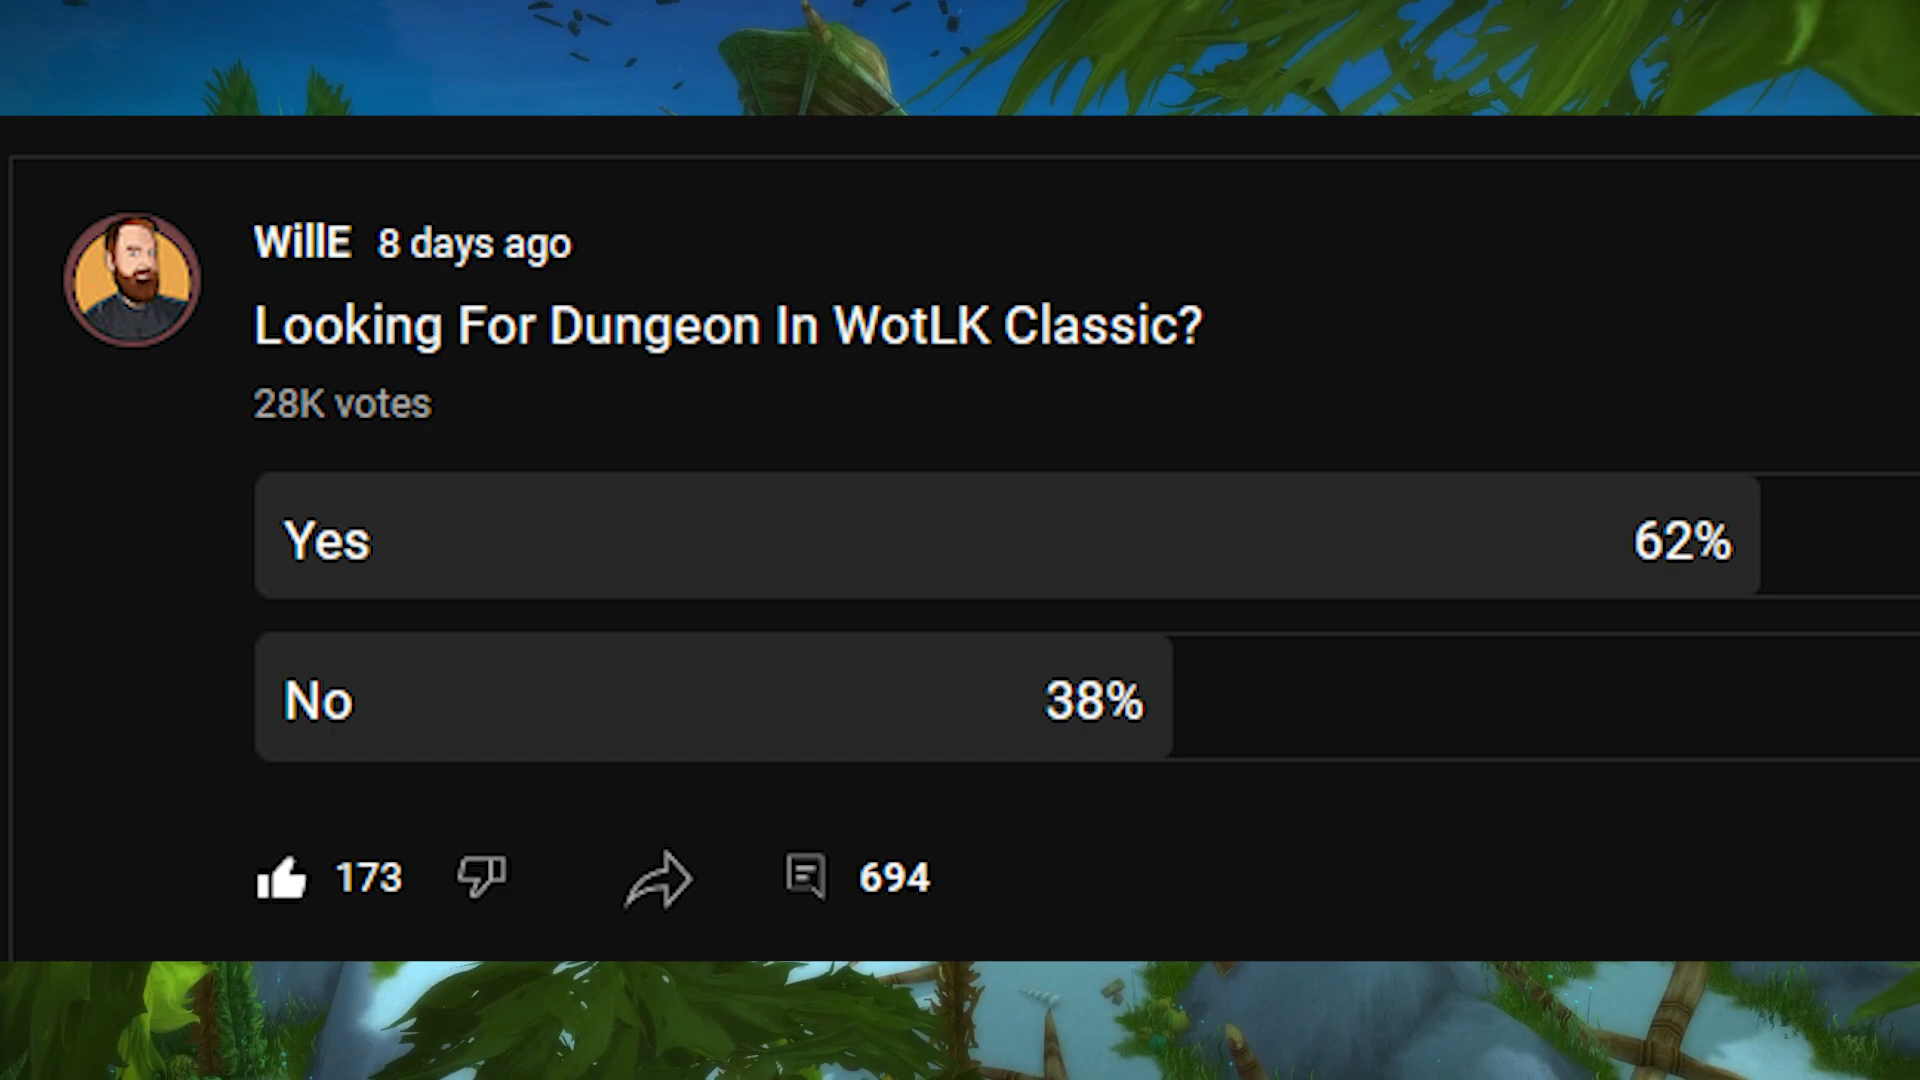 WillE 8 days ago
Looking For Dungeon In WotLK Classic?
28K votes
Yes 62%
No 38%
173 694